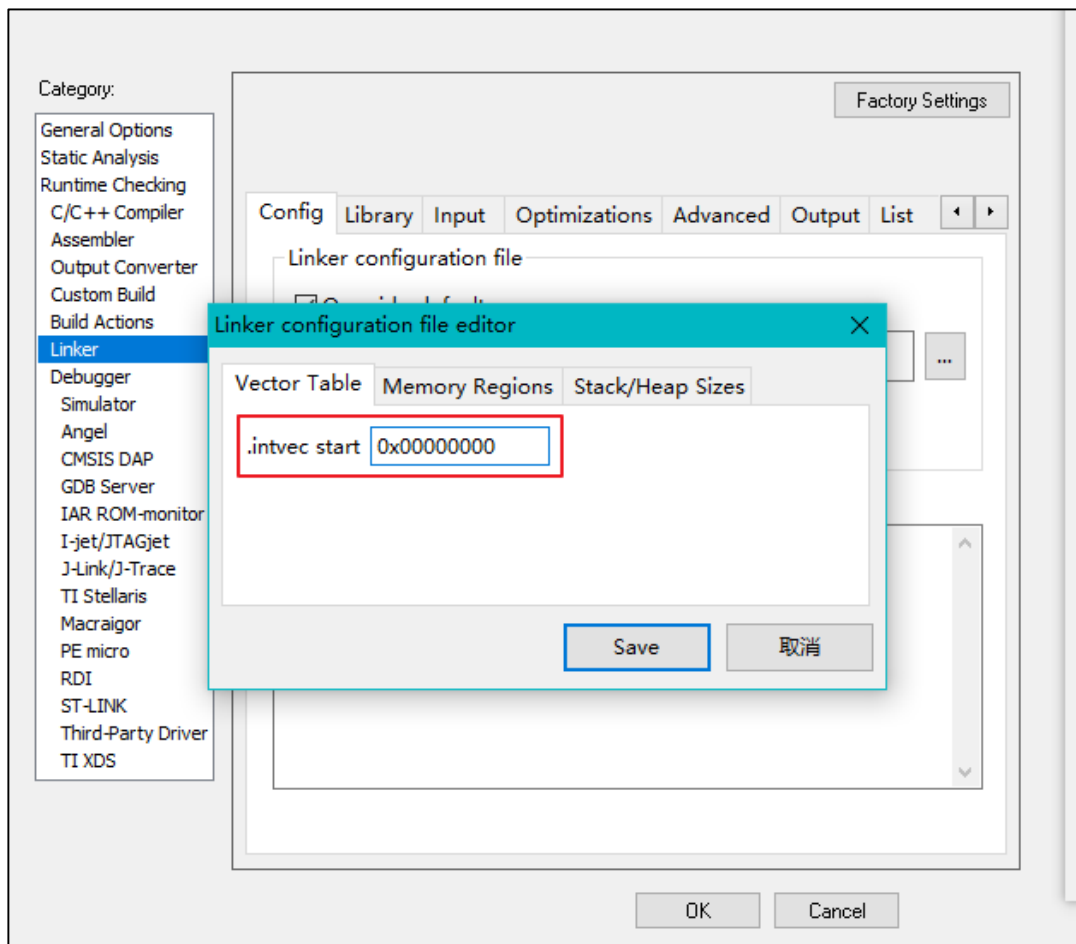 Category:
Factory Settings
General Options
Static Analysis
Runtime Checking
C/C++ Compiler
Assembler
Output Converter
Custom Build
Build Actions
Linker
Debugger
Simulator
Angel
CMSIS DAP
GDB Server
IAR ROM-monitor
I-jet/JTAGjet
J-Link/J-Trace
TI Stellaris
Macraigor
PE micro
RDI
ST-LINK
Third-Party Driver
TI XDS
Config Library Input Optimizations Advanced Output List
Linker configuration file
...
Linker configuration file editor
Vector Table Memory Regions Stack/Heap Sizes
.intvec start 0x00000000
Save 取消
OK Cancel